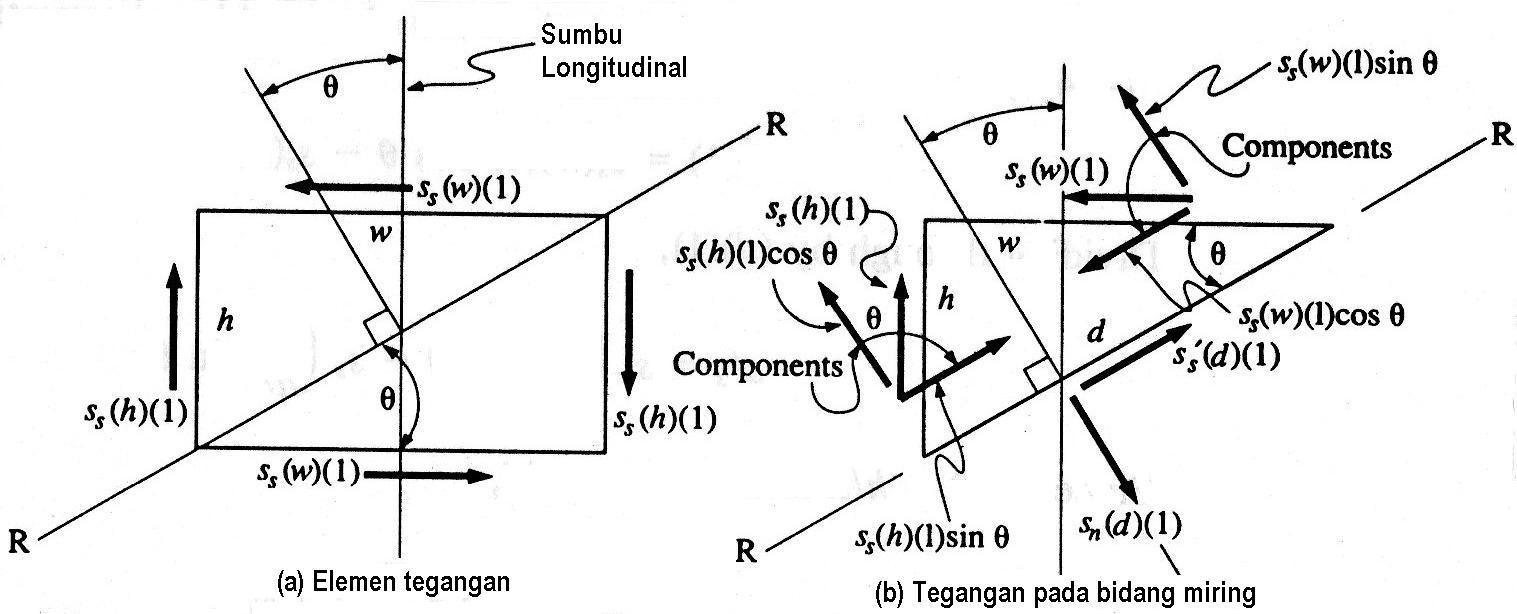 Sumbu
Longitudinal
θ
R
s_s(w)(1)
w
h
s_s(h)(1)
θ
s_s(h)(1)
s_s(w)(1)
R
(a) Elemen tegangan
s_s(w)(l)sin θ
θ
Components
R
s_s(w)(1)
s_s(h)(1)
s_s(h)(l)cos θ
w
θ
h
θ
d
s_s(w)(l)cos θ
Components
s_s′(d)(1)
s_n(d)(1)
s_s(h)(l)sin θ
R
(b) Tegangan pada bidang miring